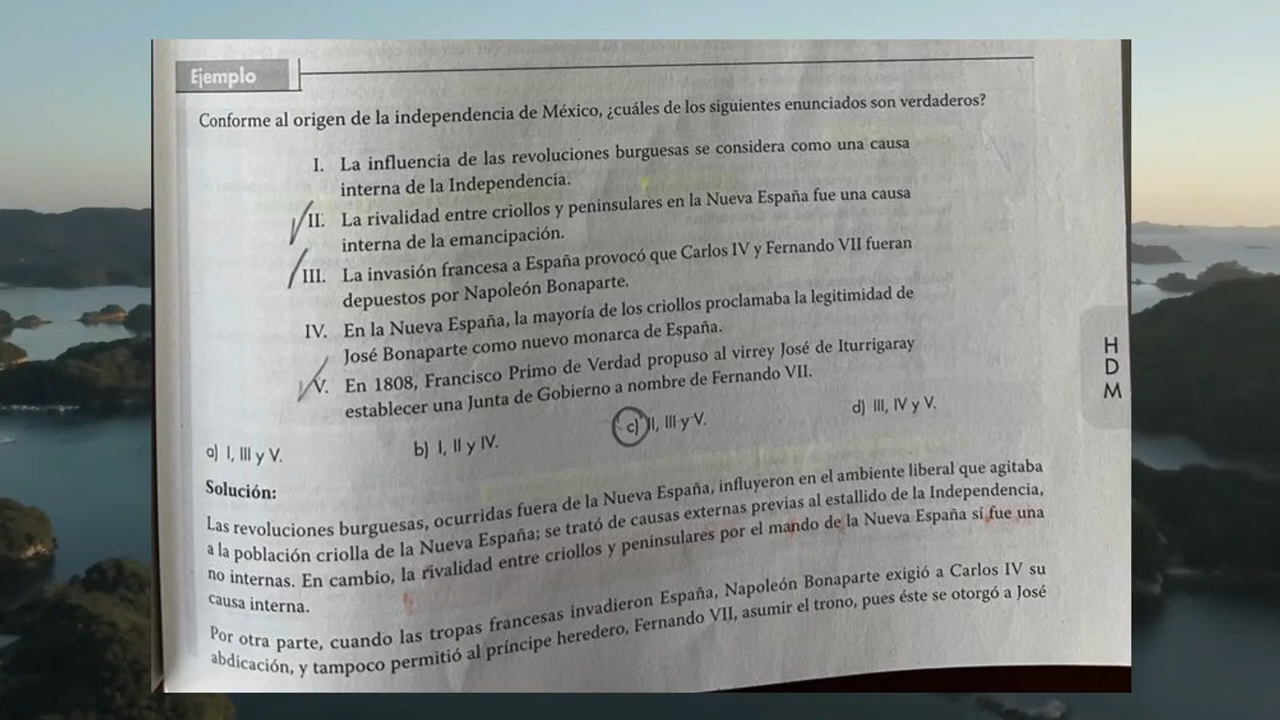 Ejemplo
Conforme al origen de la independencia de México, ¿cuáles de los siguientes enunciados son verdaderos?
I. La influencia de las revoluciones burguesas se considera como una causa
interna de la Independencia.
II. La rivalidad entre criollos y peninsulares en la Nueva España fue una causa
interna de la emancipación.
III. La invasión francesa a España provocó que Carlos IV y Fernando VII fueran
depuestos por Napoleón Bonaparte.
IV. En la Nueva España, la mayoría de los criollos proclamaba la legitimidad de
José Bonaparte como nuevo monarca de España.
V. En 1808, Francisco Primo de Verdad propuso al virrey José de Iturrigaray
establecer una Junta de Gobierno a nombre de Fernando VII.
a) I, III y V. b) I, II y IV. c) II, III y V. d) III, IV y V.
Solución:
Las revoluciones burguesas, ocurridas fuera de la Nueva España, influyeron en el ambiente liberal que agitaba
a la población criolla de la Nueva España; se trató de causas externas previas al estallido de la Independencia,
no internas. En cambio, la rivalidad entre criollos y peninsulares por el mando de la Nueva España sí fue una
causa interna.
Por otra parte, cuando las tropas francesas invadieron España, Napoleón Bonaparte exigió a Carlos IV su
abdicación, y tampoco permitió al príncipe heredero, Fernando VII, asumir el trono, pues éste se otorgó a José
H
D
M